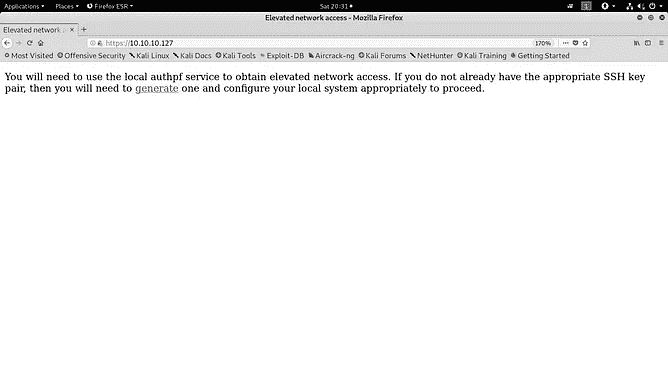 Applications ▾ Places ▾ Firefox ESR ▾ Sat 20:31 1
Elevated network access - Mozilla Firefox
Elevated network a × +
https://10.10.10.127 170% ···
Most Visited Offensive Security Kali Linux Kali Docs Kali Tools Exploit-DB Aircrack-ng Kali Forums NetHunter Kali Training Getting Started
You will need to use the local authpf service to obtain elevated network access. If you do not already have the appropriate SSH key
pair, then you will need to generate one and configure your local system appropriately to proceed.